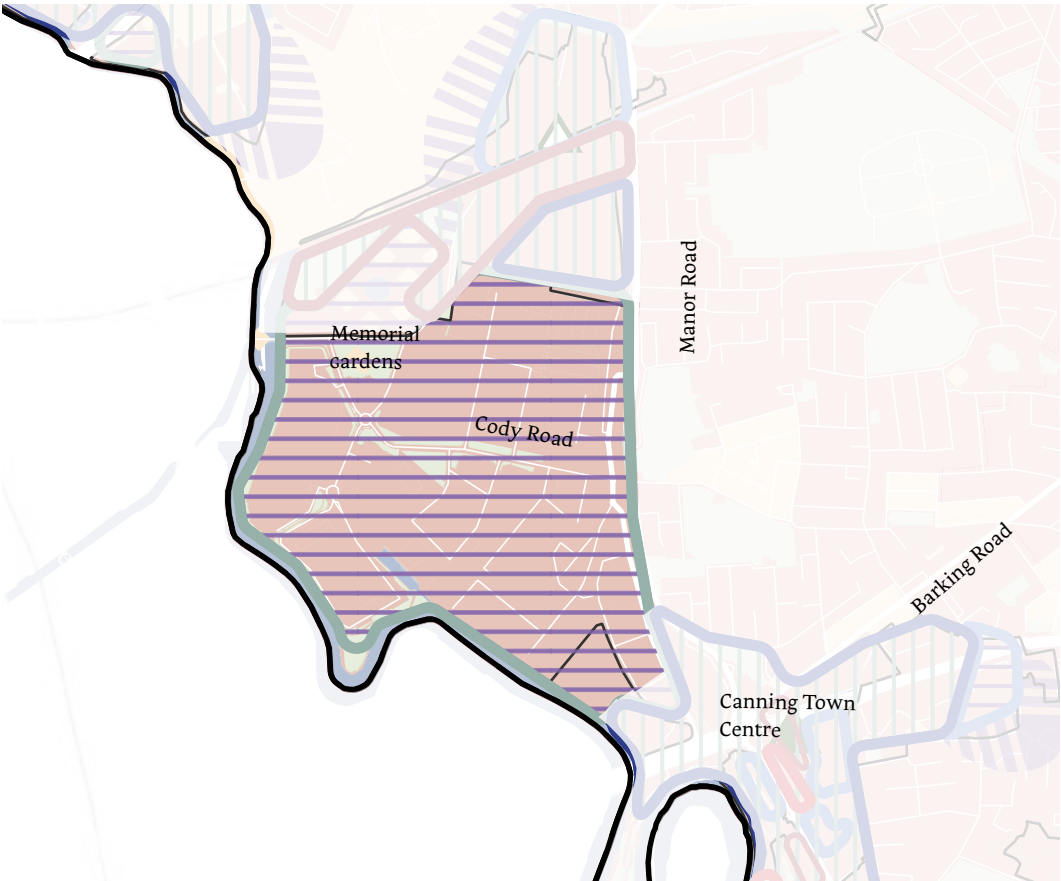 Manor Road
Memorial
gardens
Cody Road
Barking Road
Canning Town
Centre